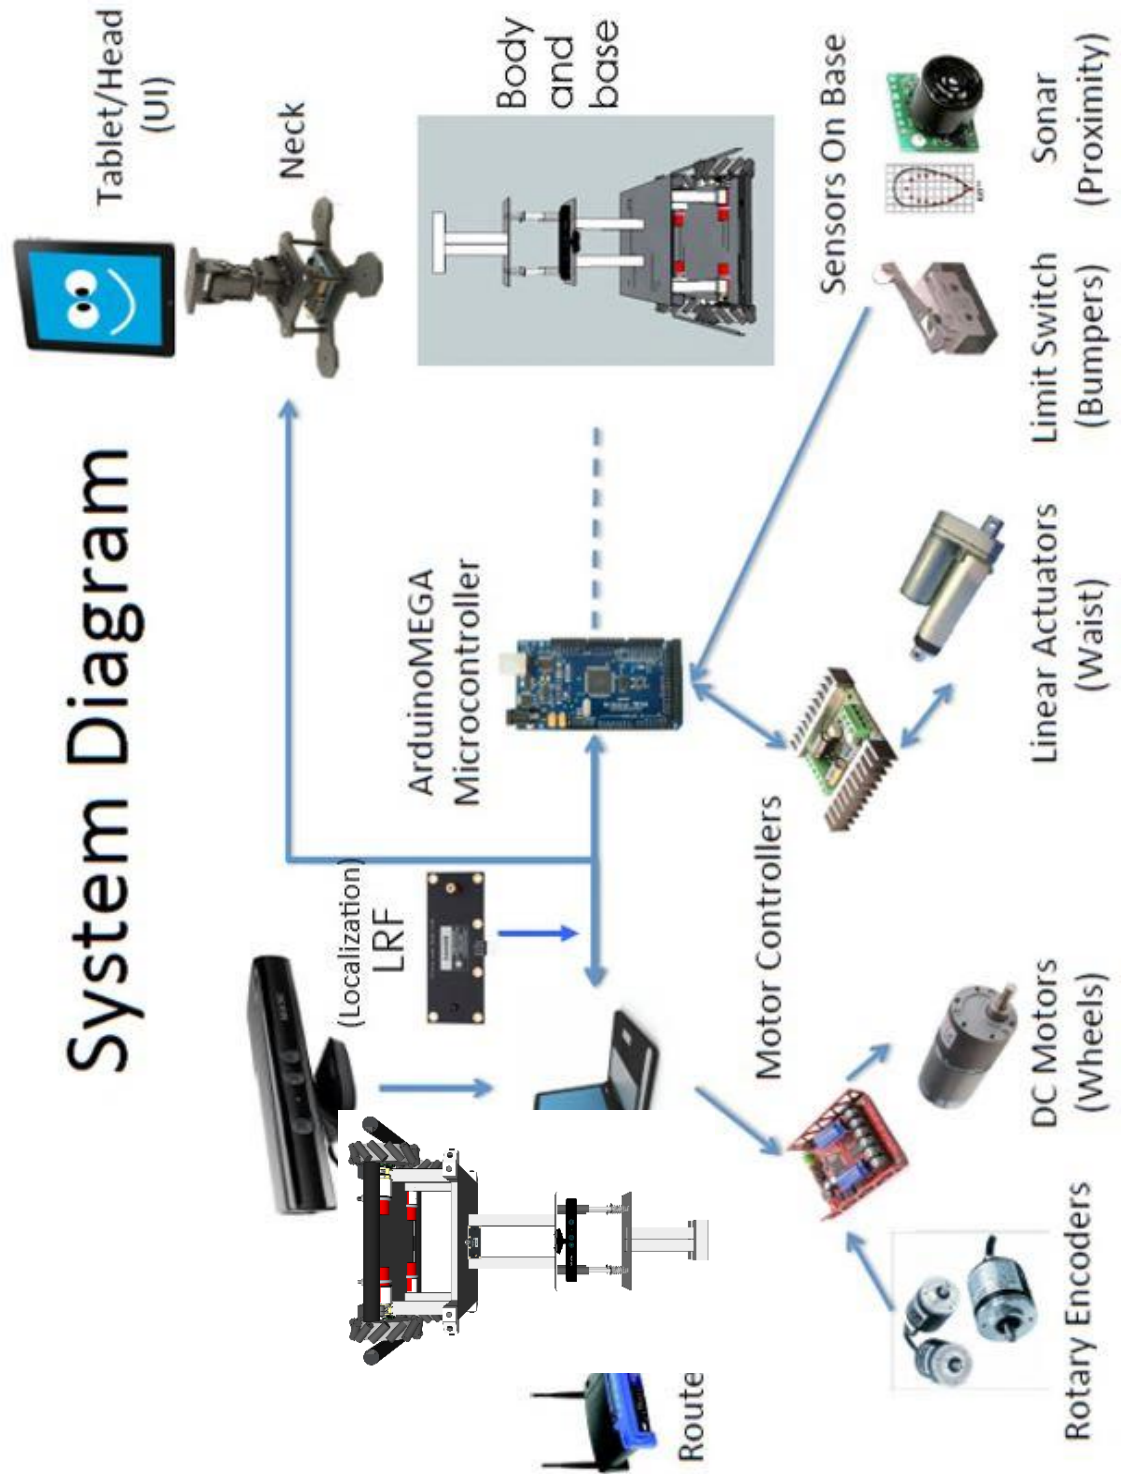 System Diagram
Tablet/Head
(UI)
Neck
(Localization)
LRF
ArduinoMEGA
Microcontroller
Body
and
base
Sensors On Base
Motor Controllers
Route
Rotary Encoders
DC Motors
(Wheels)
Linear Actuators
(Waist)
Limit Switch
(Bumpers)
Sonar
(Proximity)